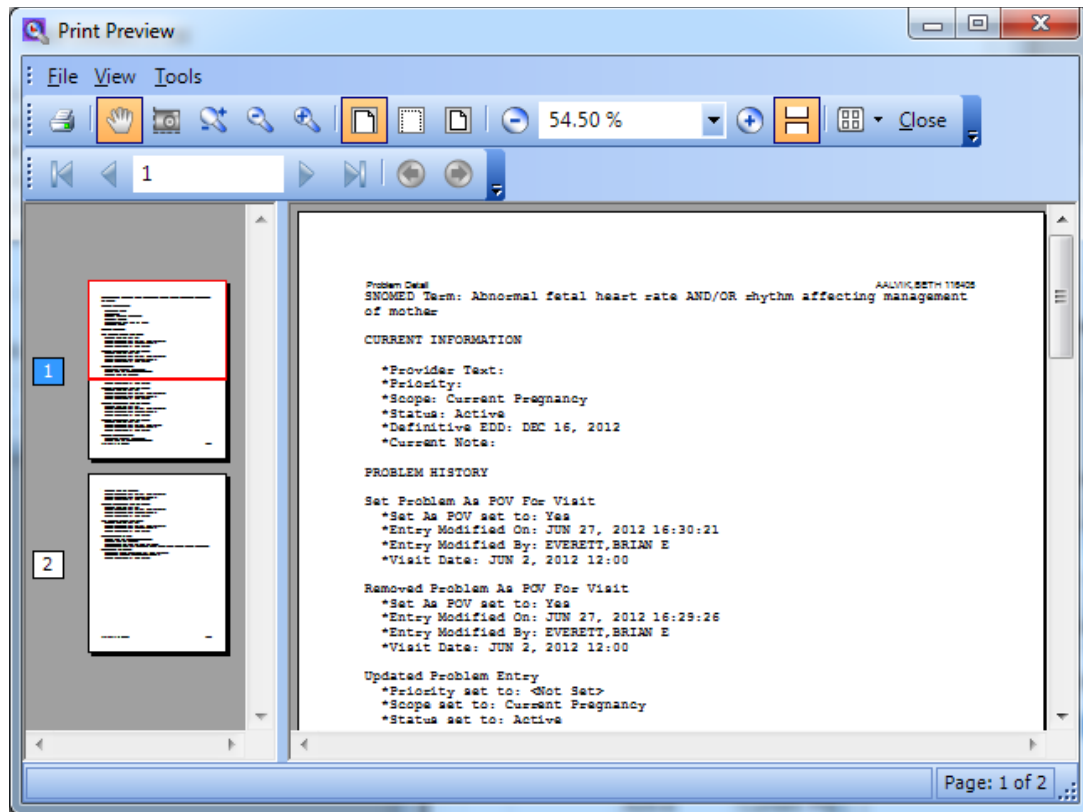 Print Preview
File View Tools
54.50 %
Close
1
1
2
Problem Detail AALVIK,BETH 116405
SNOMED Term: Abnormal fetal heart rate AND/OR rhythm affecting management
of mother
CURRENT INFORMATION
*Provider Text:
*Priority:
*Scope: Current Pregnancy
*Status: Active
*Definitive EDD: DEC 16, 2012
*Current Note:
PROBLEM HISTORY
Set Problem As POV For Visit
*Set As POV set to: Yes
*Entry Modified On: JUN 27, 2012 16:30:21
*Entry Modified By: EVERETT,BRIAN E
*Visit Date: JUN 2, 2012 12:00
Removed Problem As POV For Visit
*Set As POV set to: Yes
*Entry Modified On: JUN 27, 2012 16:29:26
*Entry Modified By: EVERETT,BRIAN E
*Visit Date: JUN 2, 2012 12:00
Updated Problem Entry
*Priority set to: <Not Set>
*Scope set to: Current Pregnancy
*Status set to: Active
Page: 1 of 2